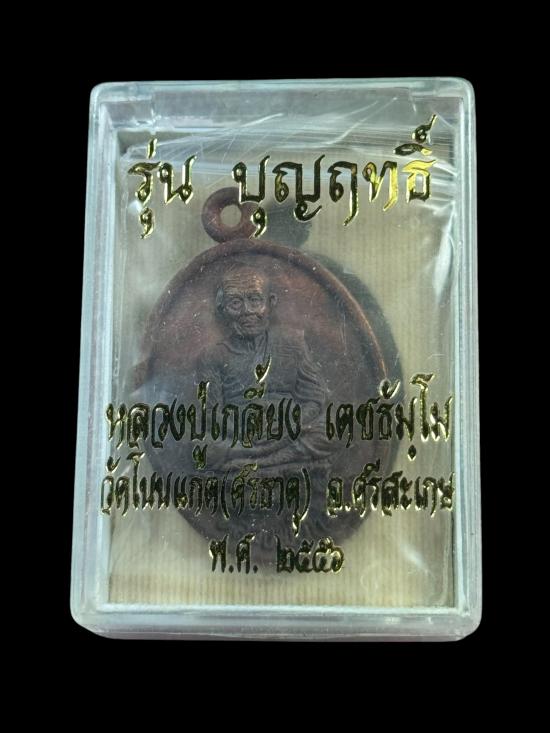 รุ่น บุญฤทธิ์
หลวงปู่เกลี้ยง เตชธัมฺโม
วัดโนนแกด(ศรีธาตุ) จ.ศรีสะเกษ
พ.ศ. ๒๕๕๖